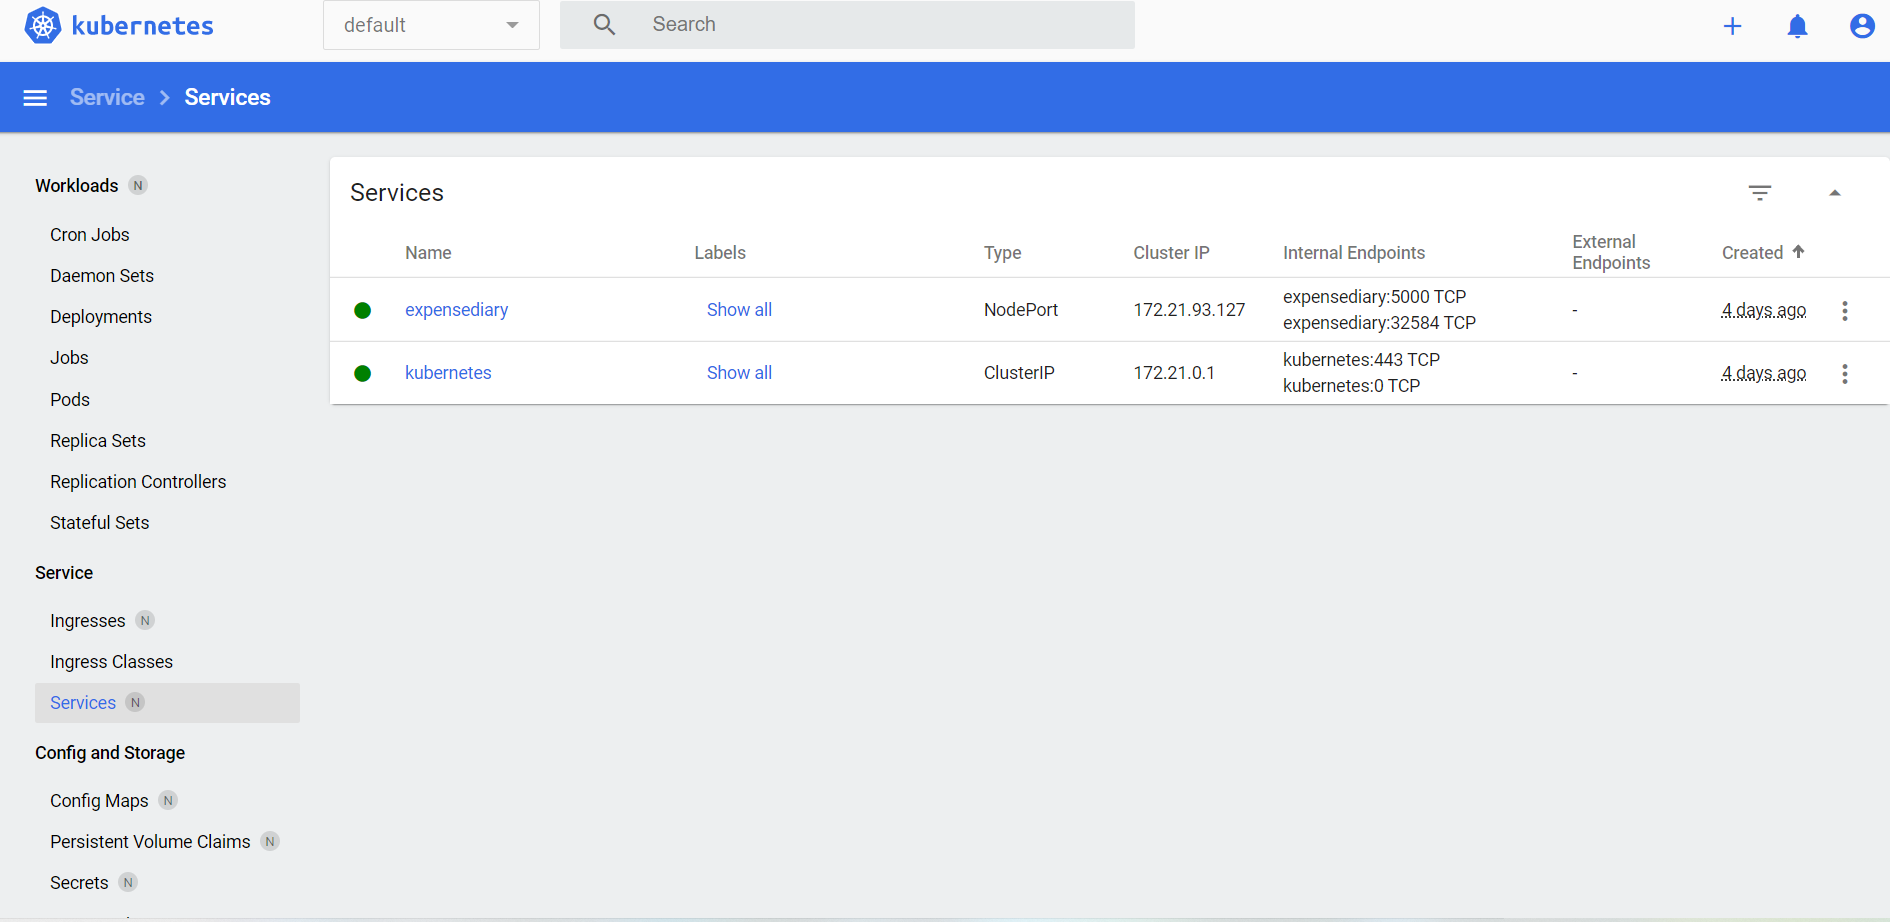 kubernetes
default
Search
Service > Services
Workloads N
Cron Jobs
Daemon Sets
Deployments
Jobs
Pods
Replica Sets
Replication Controllers
Stateful Sets
Service
Ingresses N
Ingress Classes
Services N
Config and Storage
Config Maps N
Persistent Volume Claims N
Secrets N
Services
Name Labels Type Cluster IP Internal Endpoints External Endpoints Created
expensediary Show all NodePort 172.21.93.127 expensediary:5000 TCP - 4 days ago
expensediary:32584 TCP
kubernetes Show all ClusterIP 172.21.0.1 kubernetes:443 TCP - 4 days ago
kubernetes:0 TCP